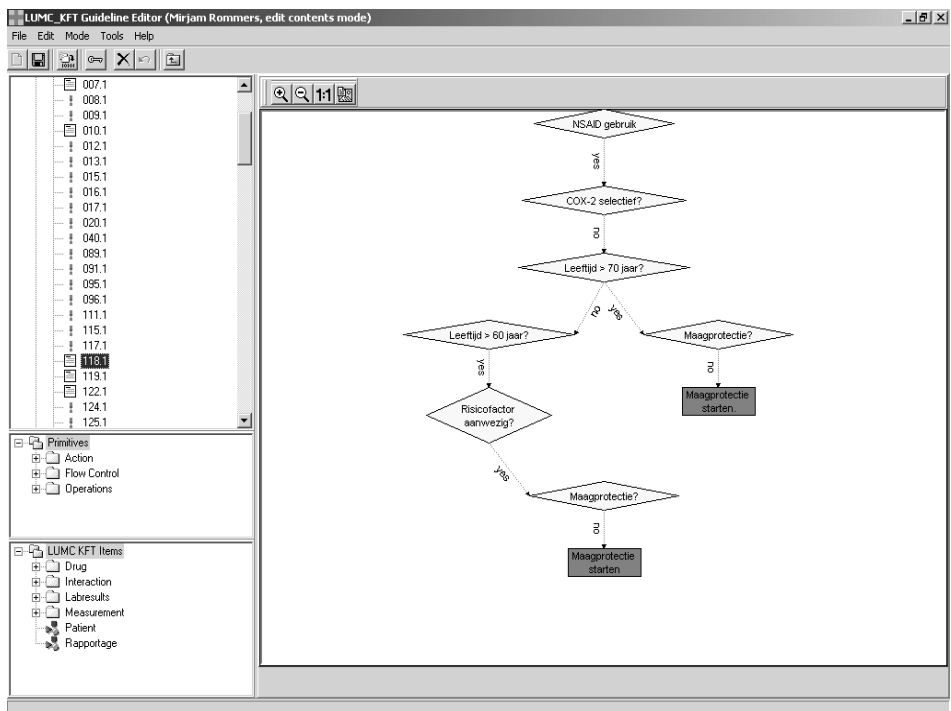 LUMC_KFT Guideline Editor (Mirjam Rommers, edit contents mode)
File Edit Mode Tools Help
007.1
008.1
009.1
010.1
012.1
013.1
015.1
016.1
017.1
020.1
040.1
089.1
091.1
095.1
096.1
111.1
115.1
117.1
118.1
119.1
122.1
124.1
125.1
Primitives
Action
Flow Control
Operations
LUMC KFT Items
Drug
Interaction
Labresults
Measurement
Patient
Rapportage
1:1
NSAID gebruik
yes
COX-2 selectief?
no
Leeftijd > 70 jaar?
no
yes
Leeftijd > 60 jaar?
Maagprotectie?
yes
no
Risicofactor
aanwezig?
Maagprotectie
starten.
yes
Maagprotectie?
no
Maagprotectie
starten